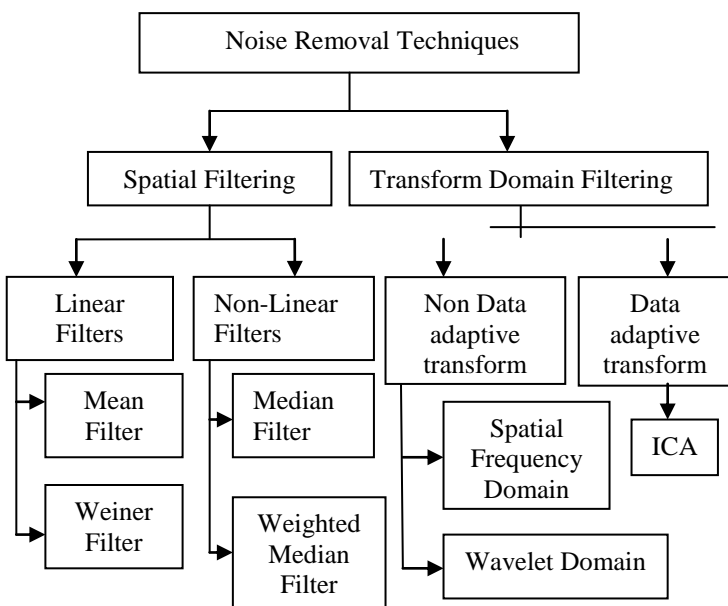 Noise Removal Techniques
Spatial Filtering
Transform Domain Filtering
Linear
Filters
Non-Linear
Filters
Non Data
adaptive
transform
Data
adaptive
transform
Mean
Filter
Median
Filter
Spatial
Frequency
Domain
ICA
Weiner
Filter
Weighted
Median
Filter
Wavelet Domain